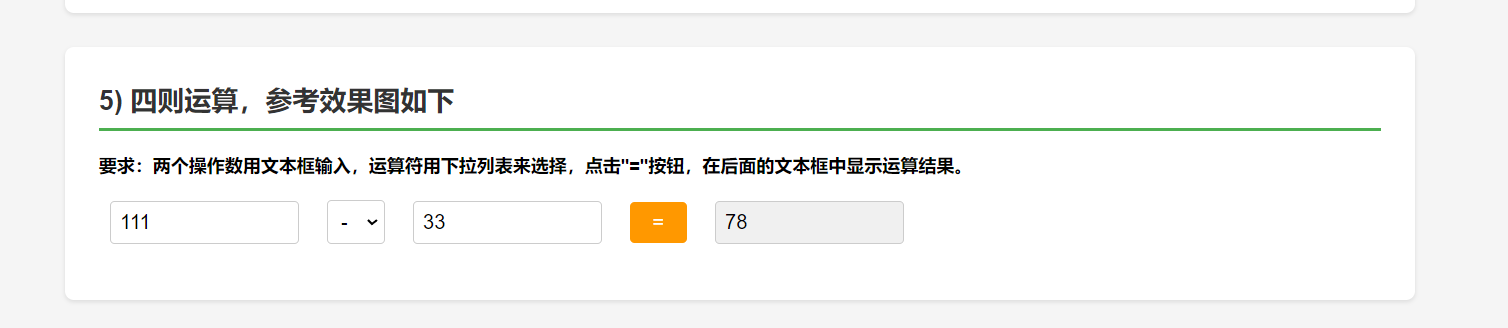 5) 四则运算，参考效果图如下
要求：两个操作数用文本框输入，运算符用下拉列表来选择，点击"="按钮，在后面的文本框中显示运算结果。
111 - 33 = 78